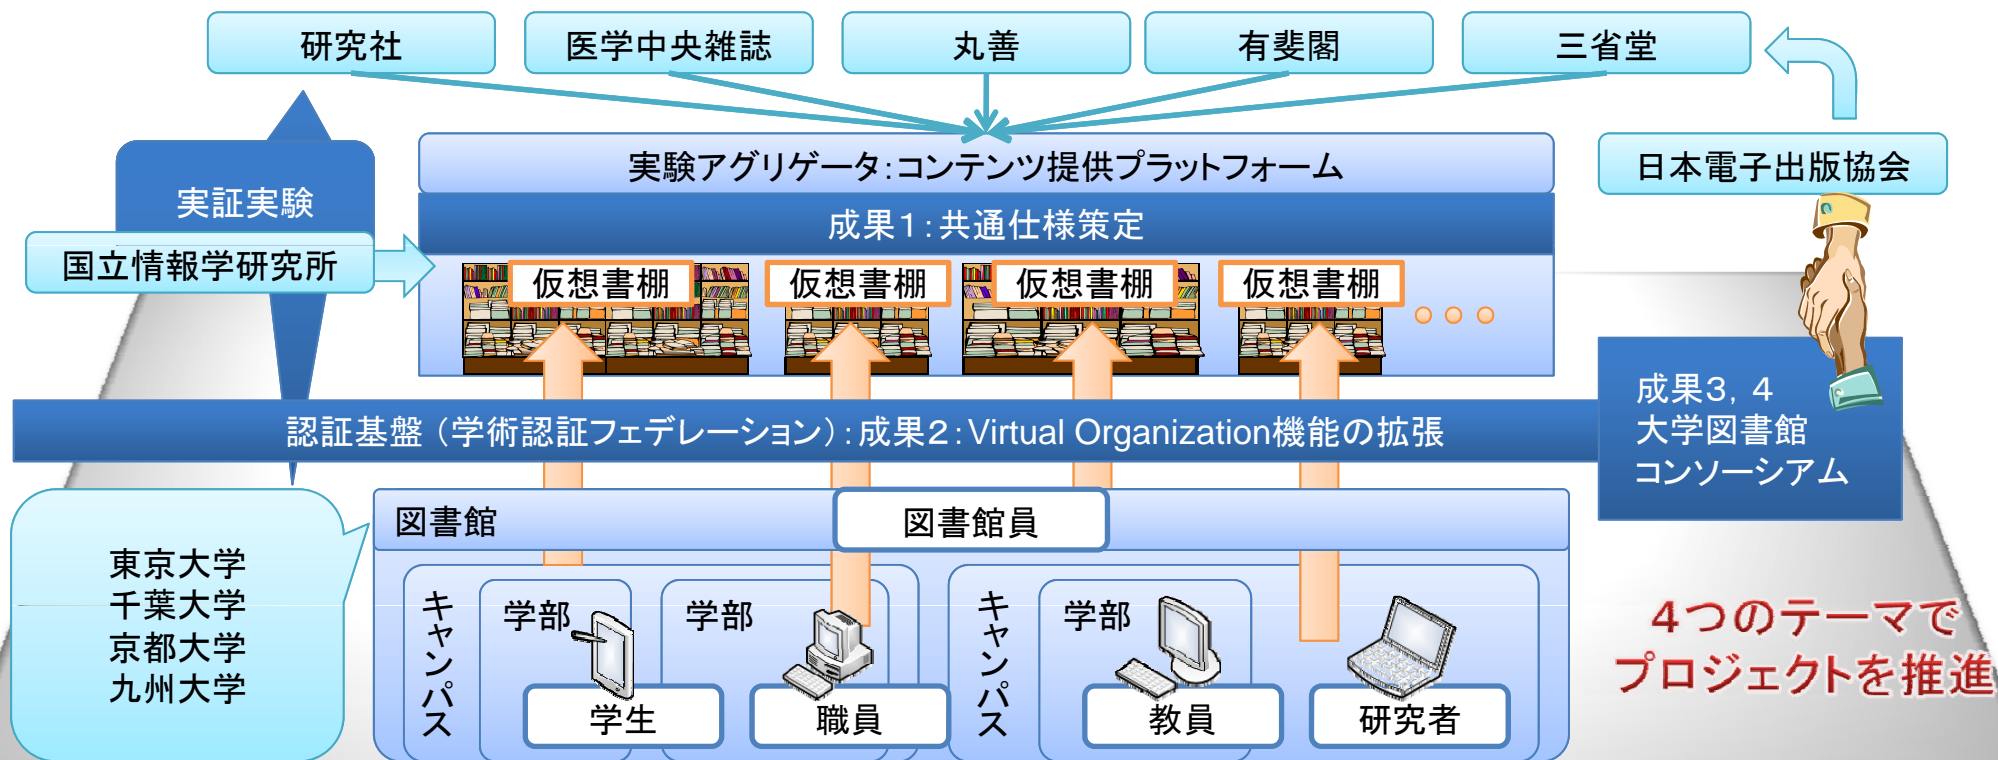 研究社
医学中央雑誌
丸善
有斐閣
三省堂
実験アグリゲータ：コンテンツ提供プラットフォーム
日本電子出版協会
実証実験
成果１：共通仕様策定
国立情報学研究所
仮想書棚
仮想書棚
仮想書棚
仮想書棚
認証基盤（学術認証フェデレーション）：成果２：Virtual Organization機能の拡張
成果３，４
大学図書館
コンソーシアム
図書館
図書館員
東京大学
千葉大学
京都大学
九州大学
キャンパス
学部
学生
学部
職員
キャンパス
学部
教員
研究者
４つのテーマで
プロジェクトを推進